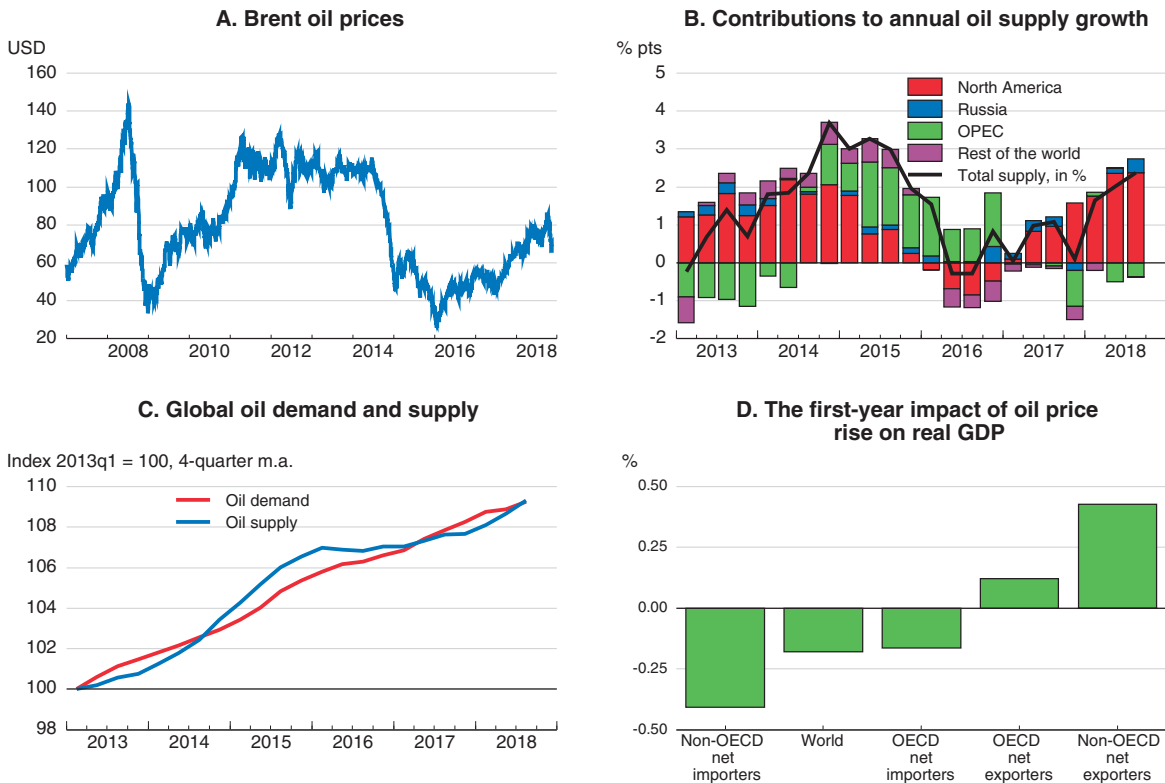 A. Brent oil prices
USD
160
140
120
100
80
60
40
20
2008 2010 2012 2014 2016 2018
B. Contributions to annual oil supply growth
% pts
5
4
3
2
1
0
-1
-2
North America
Russia
OPEC
Rest of the world
Total supply, in %
2013 2014 2015 2016 2017 2018
C. Global oil demand and supply
Index 2013q1 = 100, 4-quarter m.a.
110
108
106
104
102
100
98
Oil demand
Oil supply
2013 2014 2015 2016 2017 2018
D. The first-year impact of oil price
rise on real GDP
%
0.50
0.25
0.00
-0.25
-0.50
Non-OECD
net
importers
World
OECD
net
importers
OECD
net
exporters
Non-OECD
net
exporters